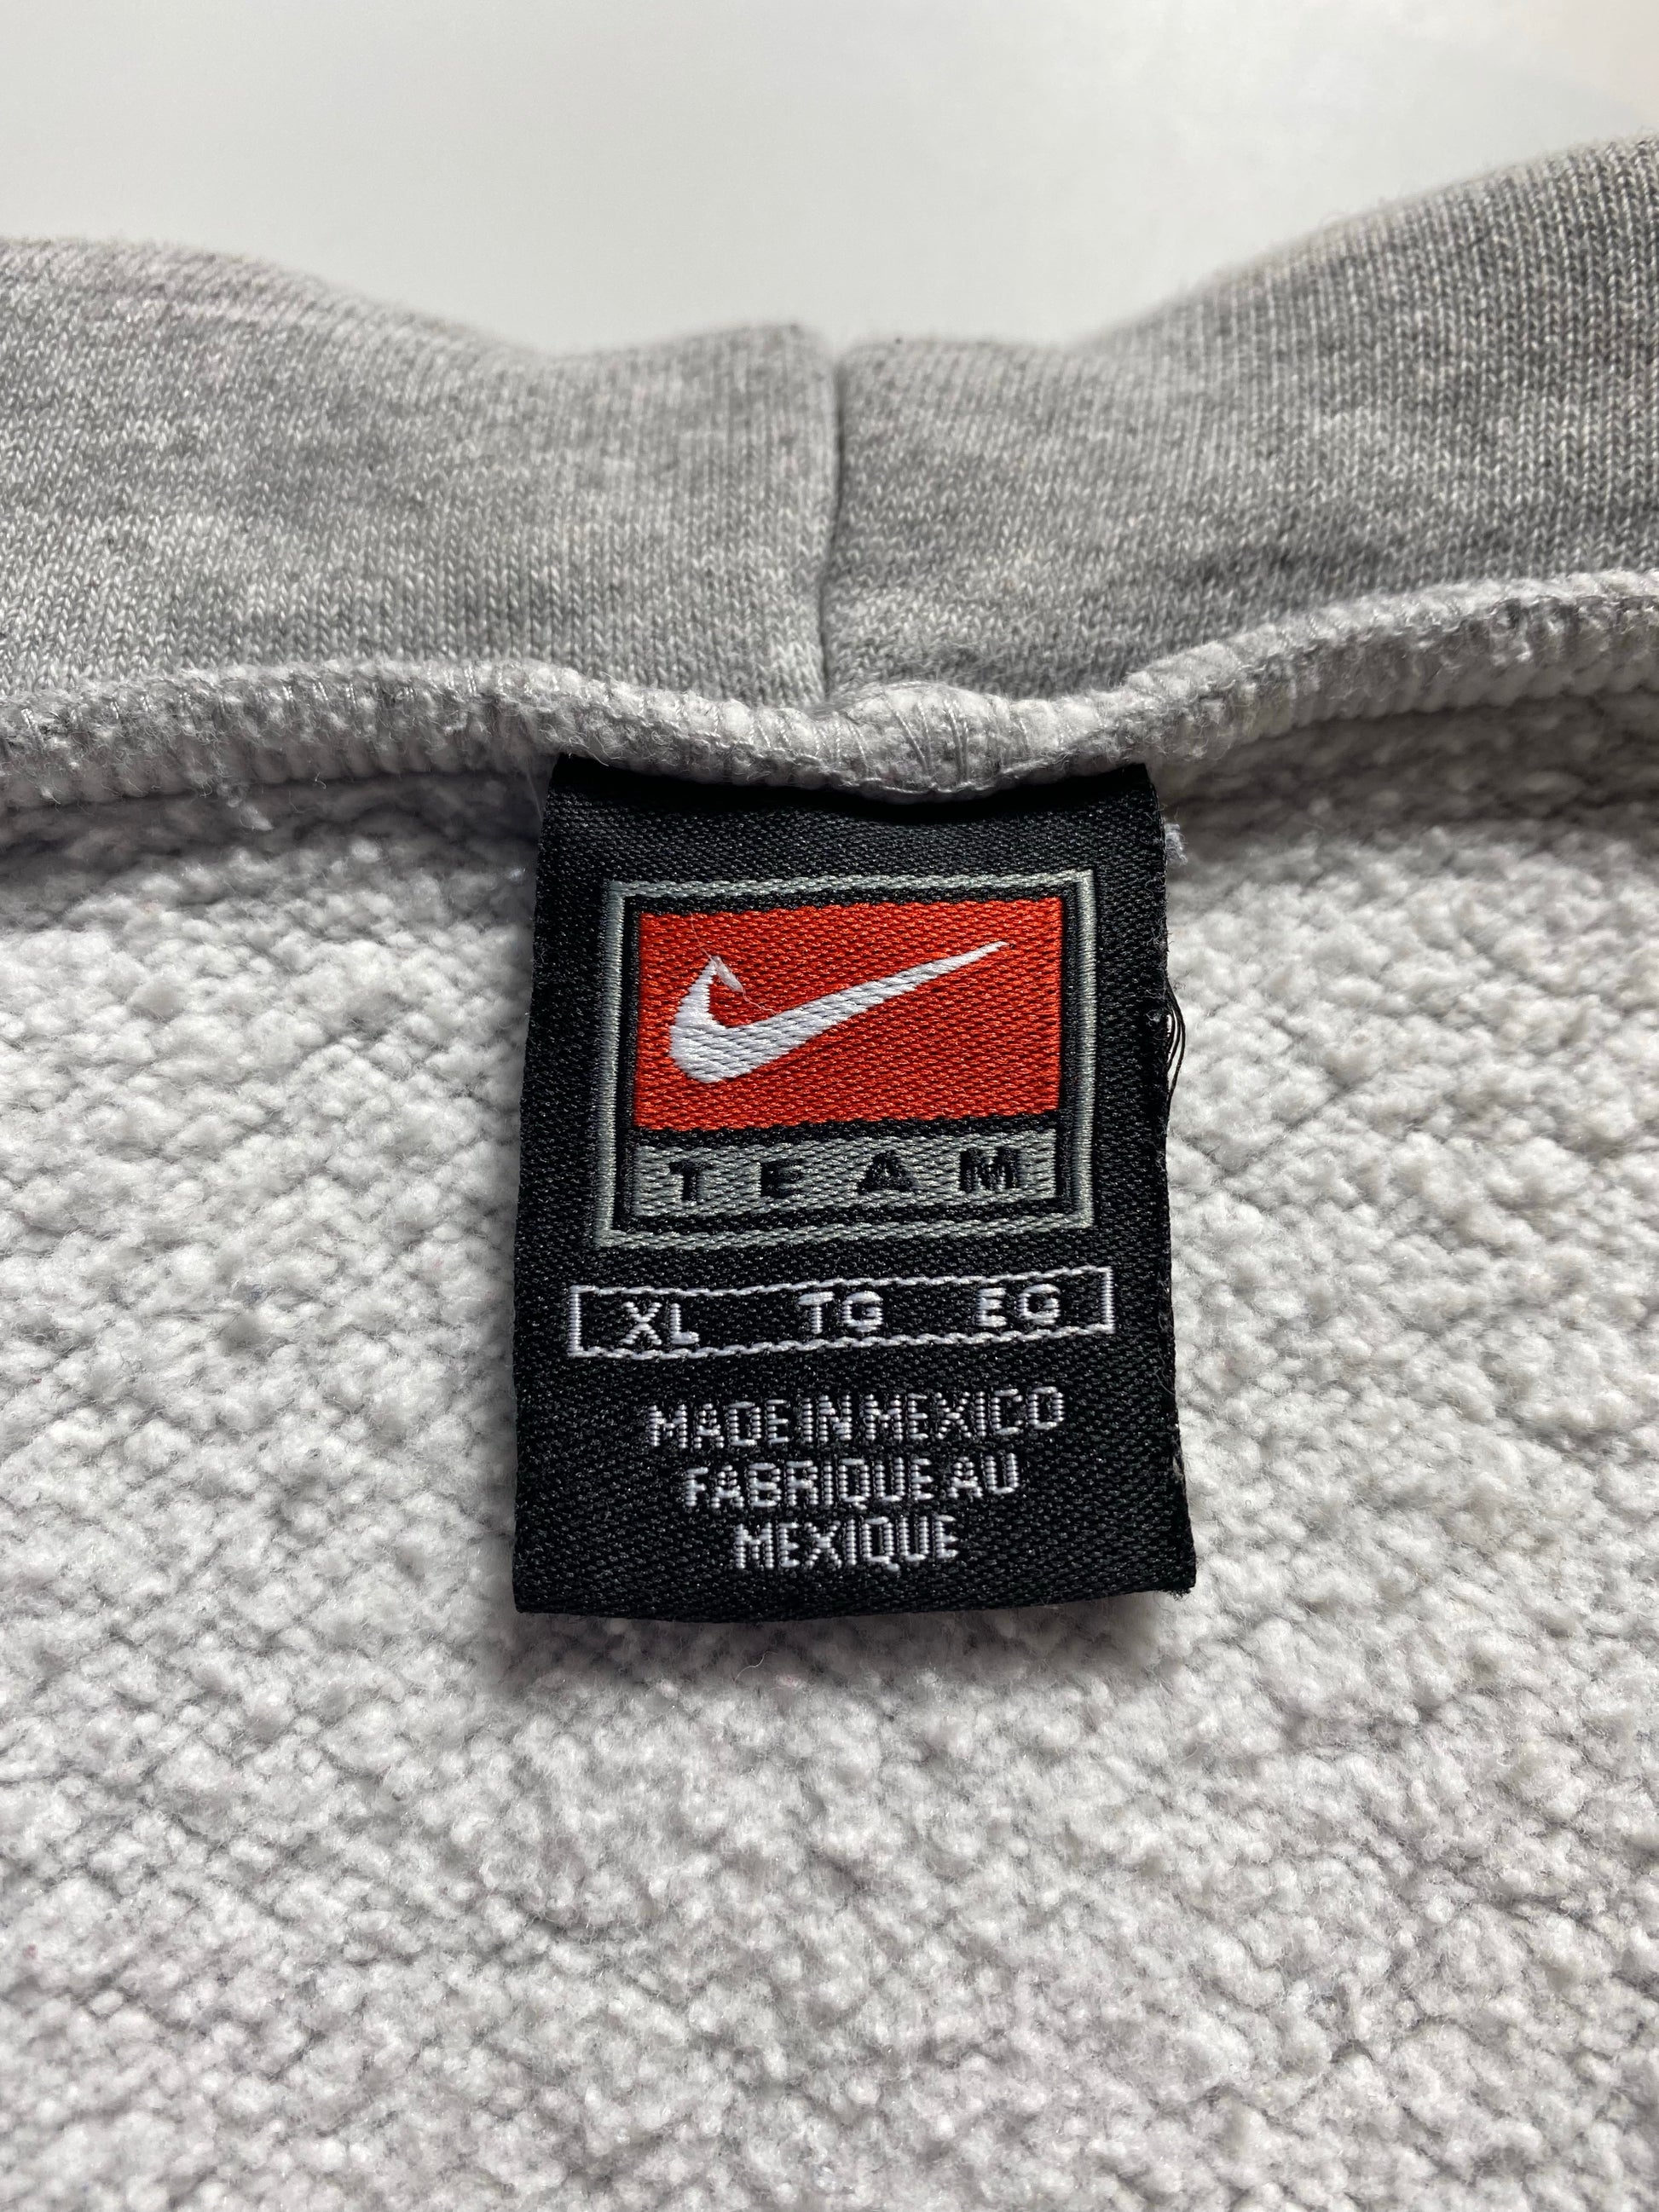 TEAM
XL TG EG
MADE IN MEXICO
FABRIQUE AU
MEXIQUE